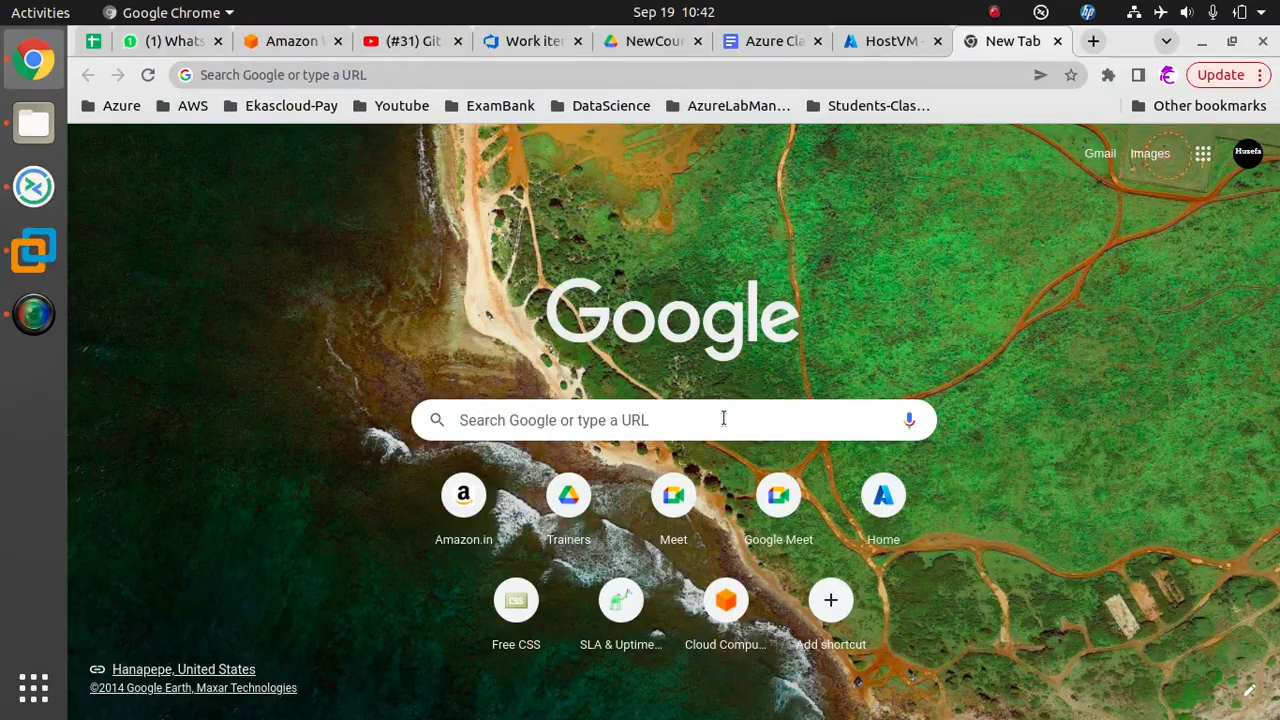 Activities
Google Chrome
Sep 19 10:42
(1) Whats
Amazon
(#31) Git
Work iter
NewCour
Azure Cla
HostVM -
New Tab
Search Google or type a URL
Update
Azure
AWS
Ekascloud-Pay
Youtube
ExamBank
DataScience
AzureLabMan...
Students-Clas...
Other bookmarks
Gmail
Images
Huzefa
Google
Search Google or type a URL
Amazon.in
Trainers
Meet
Google Meet
Home
CSS
Free CSS
SLA & Uptime...
Cloud Compu...
Add shortcut
Hanapepe, United States
©2014 Google Earth, Maxar Technologies